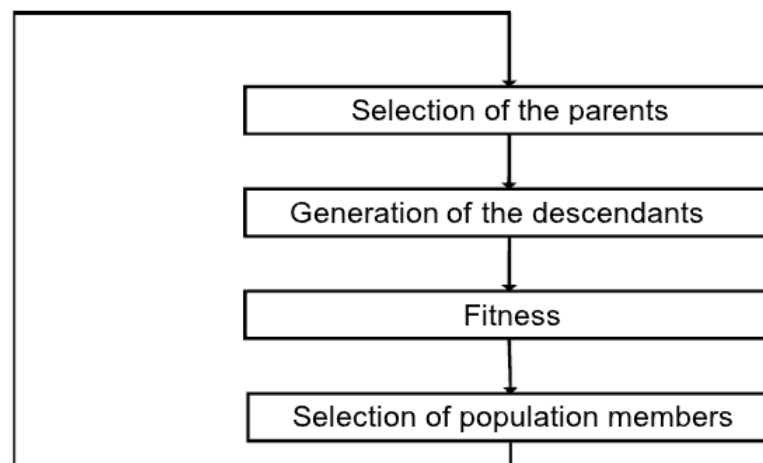 Selection of the parents
Generation of the descendants
Fitness
Selection of population members